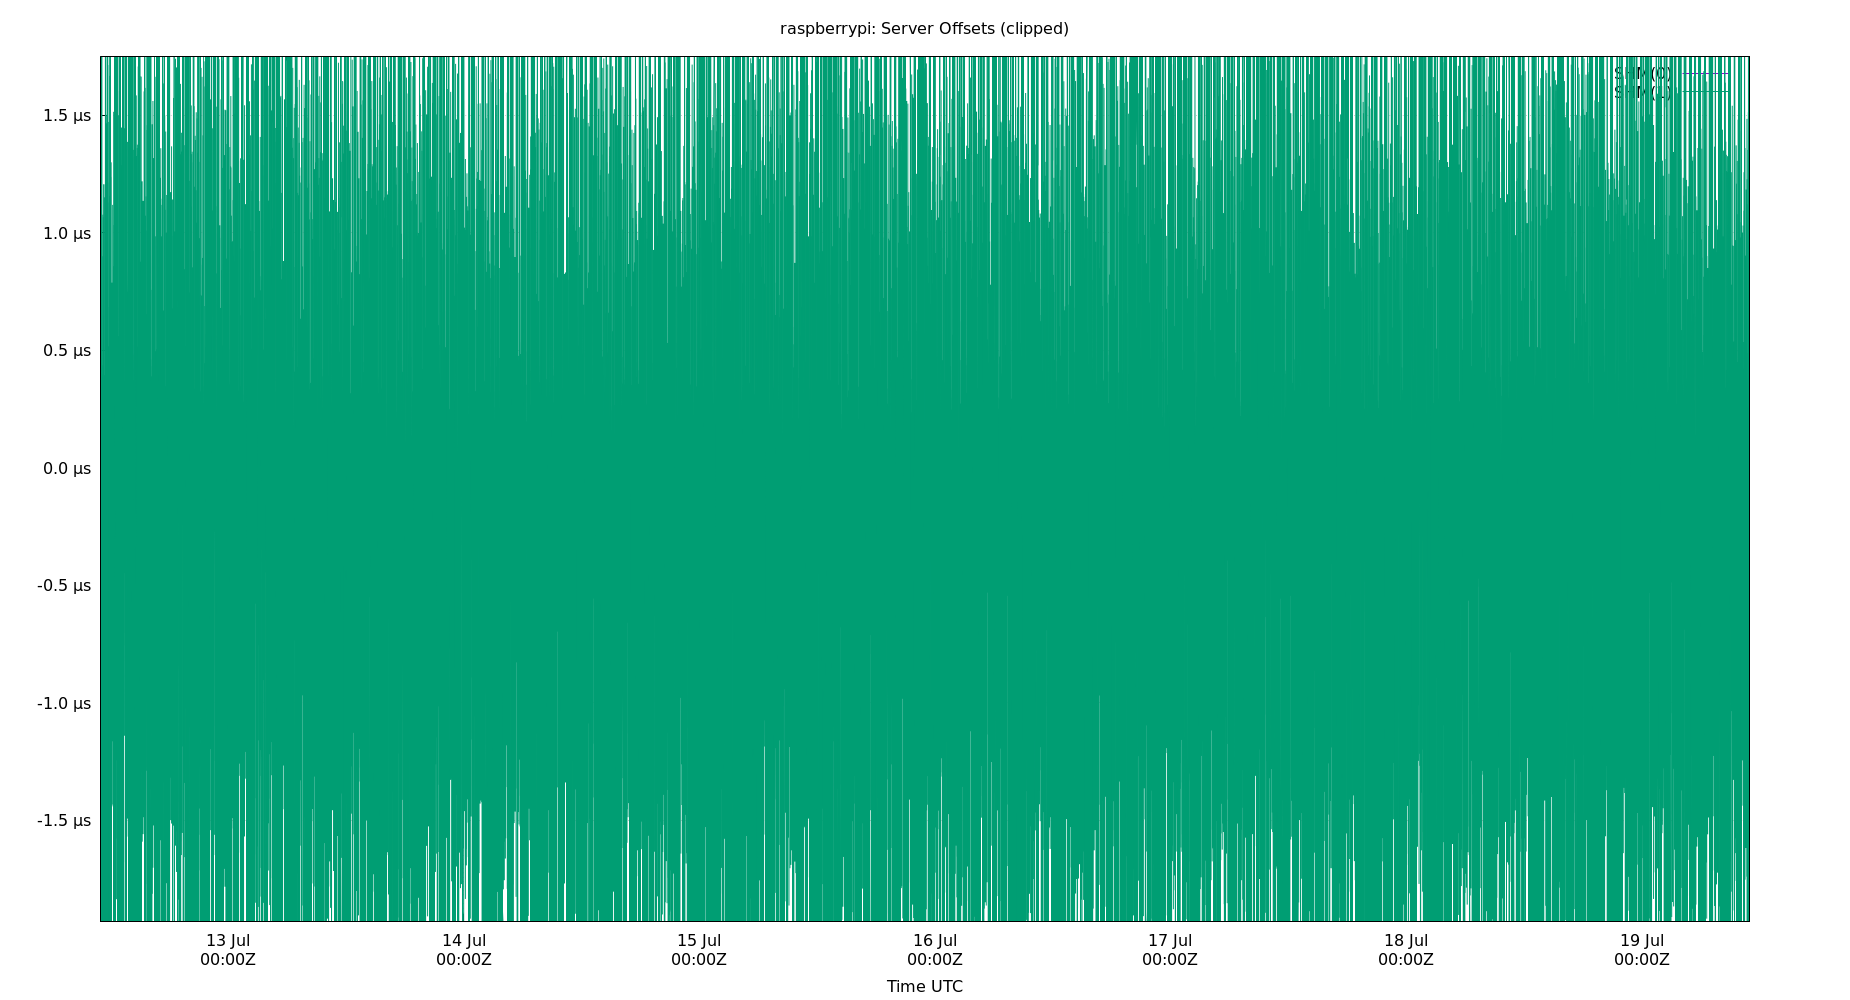 raspberrypi: Server Offsets (clipped)
SHM(0)
1.5 µs
1.0 µs
0.5 µs
0.0 µs
-0.5 µs
-1.0 µs
-1.5 µs
13 Jul 14 Jul 15 Jul 16 Jul 17 Jul 18 Jul 19 Jul
00:00Z 00:00Z 00:00Z 00:00Z 00:00Z 00:00Z 00:00Z
Time UTC